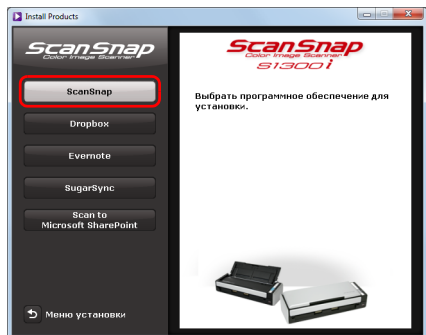 Install Products
ScanSnap
Color Image Scanner
ScanSnap
Dropbox
Evernote
SugarSync
Scan to
Microsoft SharePoint
Меню установки
ScanSnap
Color Image Scanner
S1300i
Выбрать программное обеспечение для
установки.